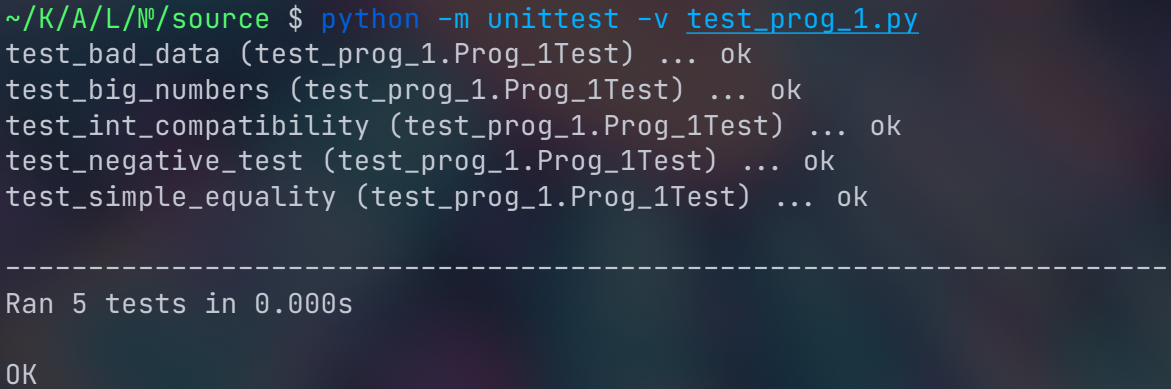 ~/K/A/L/№/source $ python -m unittest -v test_prog_1.py
test_bad_data (test_prog_1.Prog_1Test) ... ok
test_big_numbers (test_prog_1.Prog_1Test) ... ok
test_int_compatibility (test_prog_1.Prog_1Test) ... ok
test_negative_test (test_prog_1.Prog_1Test) ... ok
test_simple_equality (test_prog_1.Prog_1Test) ... ok
----------------------------------------------------------------------
Ran 5 tests in 0.000s
OK